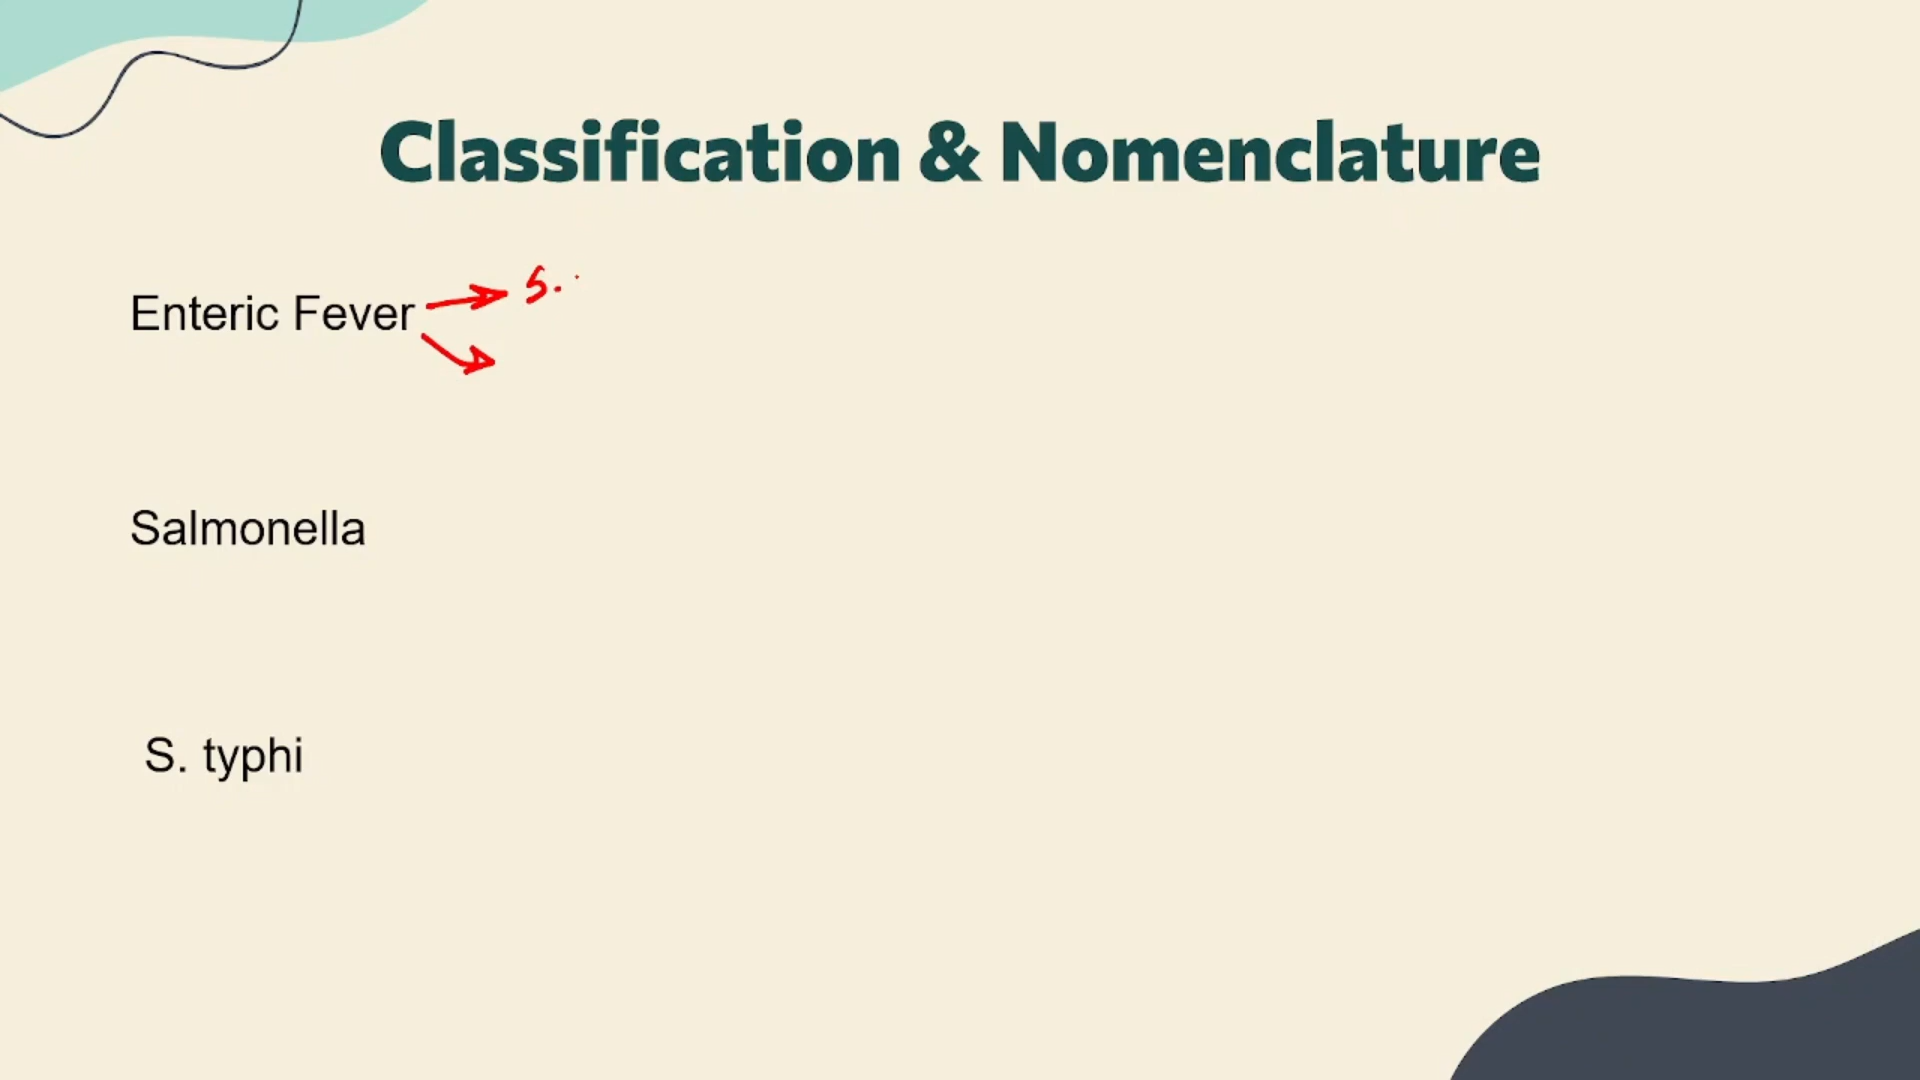 Classification & Nomenclature
Enteric Fever → S.
Salmonella
S. typhi